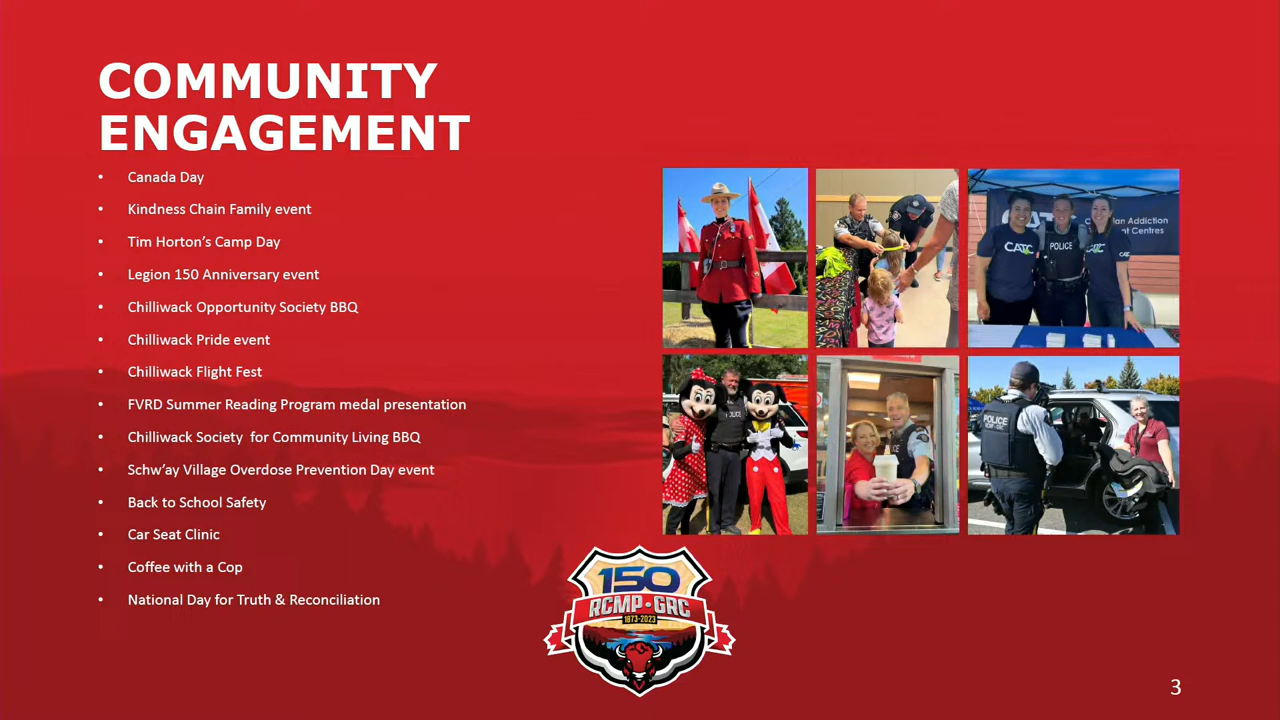 COMMUNITY
ENGAGEMENT
• Canada Day
• Kindness Chain Family event
• Tim Horton's Camp Day
• Legion 150 Anniversary event
• Chilliwack Opportunity Society BBQ
• Chilliwack Pride event
• Chilliwack Flight Fest
• FVRD Summer Reading Program medal presentation
• Chilliwack Society  for Community Living BBQ
• Schw'ay Village Overdose Prevention Day event
• Back to School Safety
• Car Seat Clinic
• Coffee with a Cop
• National Day for Truth & Reconciliation
CATC
Addiction
Centres
CATC
POLICE
CATC
POLICE
POLICE
RCMP-GRC
150
RCMP•GRC
1873-2023
3